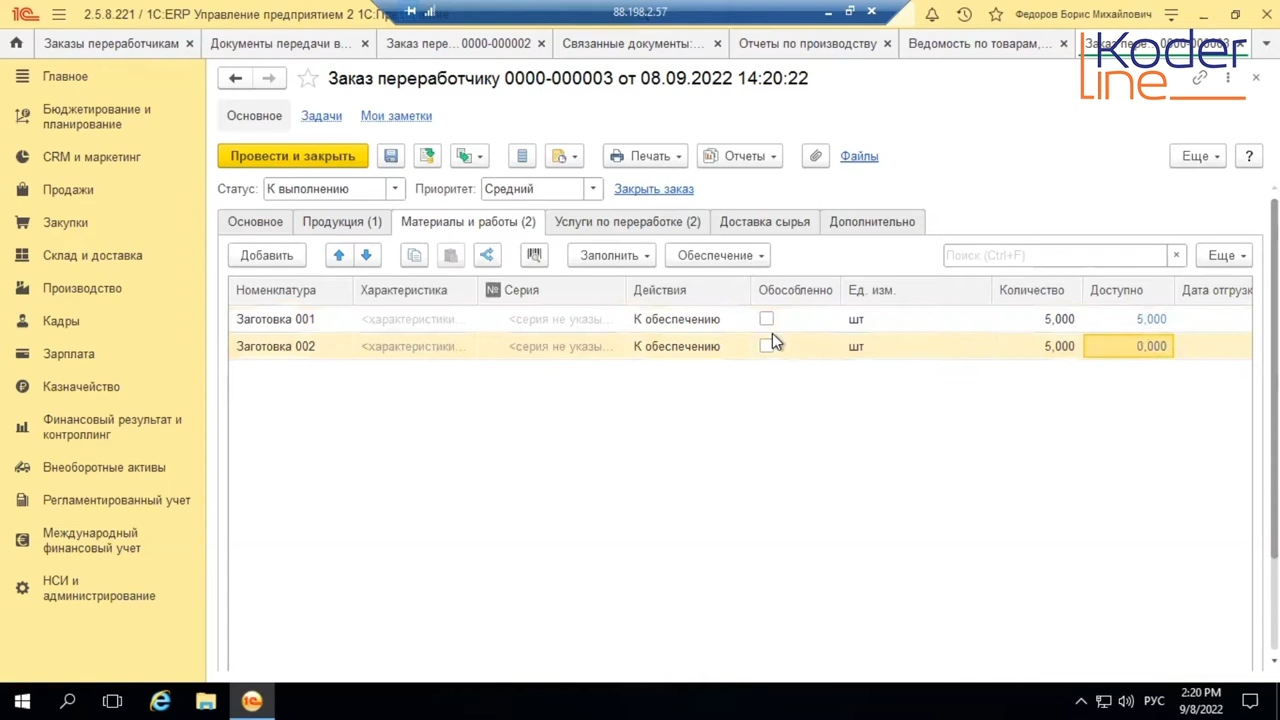 2.5.8.221 / 1С:ERP Управление предприятием 2 1С:Пре
88.198.2.57
Федоров Борис Михайлович
Заказы переработчикам ×
Документы передачи в... ×
Заказ пере... 0000-000002 ×
Связанные документы:... ×
Отчеты по производству ×
Ведомость по товарам, ... ×
Koder
line
Главное
Бюджетирование и
планирование
CRM и маркетинг
Продажи
Закупки
Склад и доставка
Производство
Кадры
Зарплата
Казначейство
Финансовый результат и
контроллинг
Внеоборотные активы
Регламентированный учет
Международный
финансовый учет
НСИ и
администрирование
Заказ переработчику 0000-000003 от 08.09.2022 14:20:22
Основное Задачи Мои заметки
Провести и закрыть Печать Отчеты Файлы Еще ?
Статус: К выполнению Приоритет: Средний Закрыть заказ
Основное Продукция (1) Материалы и работы (2) Услуги по переработке (2) Доставка сырья Дополнительно
Добавить Заполнить Обеспечение Поиск (Ctrl+F) × Еще
Номенклатура Характеристика № Серия Действия Обособленно Ед. изм. Количество Доступно Дата отгрузк
Заготовка 001 <характеристики... <серия не указы... К обеспечению шт 5,000 5,000
Заготовка 002 <характеристики... <серия не указы... К обеспечению шт 5,000 0,000
РУС
2:20 PM
9/8/2022